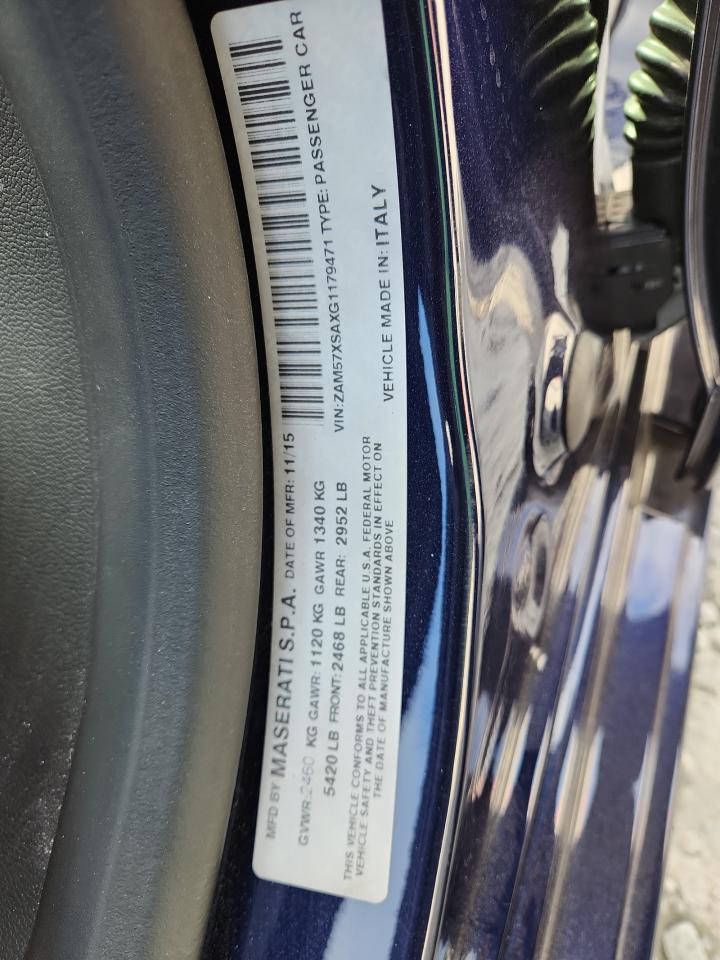 MFD BY MASERATI S.P.A. DATE OF MFR: 11/15
GVWR:2460 KG GAWR: 1120 KG GAWR 1340 KG
5420 LB FRONT: 2468 LB REAR: 2952 LB
THIS VEHICLE CONFORMS TO ALL APPLICABLE U.S.A. FEDERAL MOTOR
VEHICLE SAFETY AND THEFT PREVENTION STANDARDS IN EFFECT ON
THE DATE OF MANUFACTURE SHOWN ABOVE
VIN:ZAM57XSAXG1179471 TYPE: PASSENGER CAR
VEHICLE MADE IN: ITALY